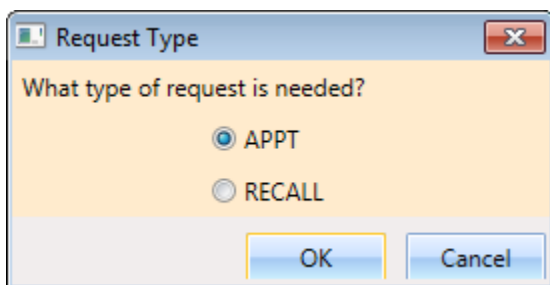 Request Type
What type of request is needed?
APPT
RECALL
OK Cancel